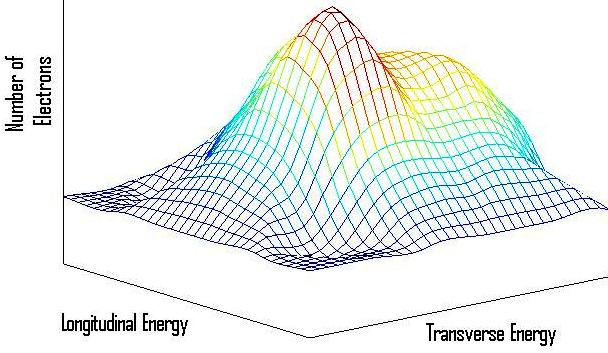 Number of
Electrons
Longitudinal Energy
Transverse Energy